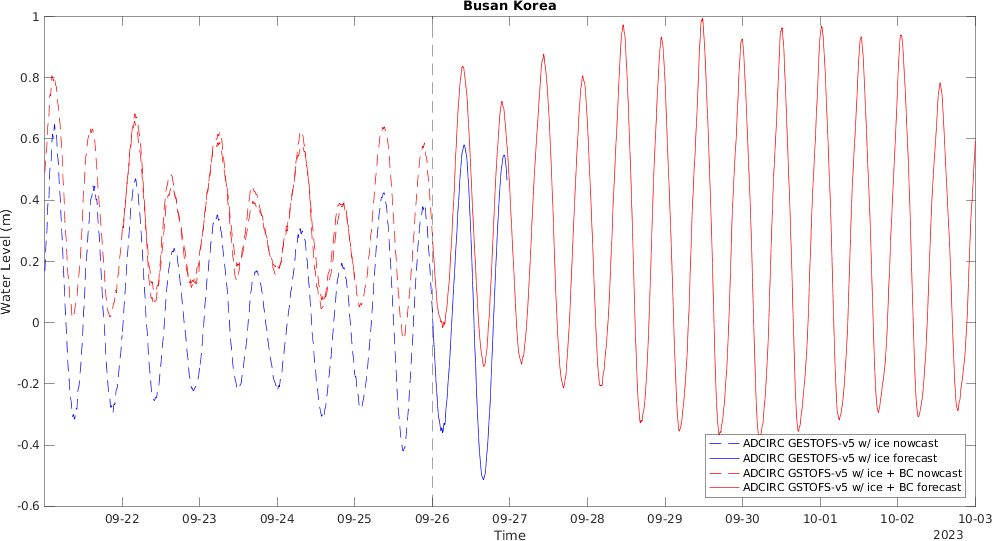 Busan Korea
Water Level (m)
1
0.8
0.6
0.4
0.2
0
-0.2
-0.4
-0.6
ADCIRC GESTOFS-v5 w/ ice nowcast
ADCIRC GESTOFS-v5 w/ ice forecast
ADCIRC GSTOFS-v5 w/ ice + BC nowcast
ADCIRC GSTOFS-v5 w/ ice + BC forecast
09-22 09-23 09-24 09-25 09-26 09-27 09-28 09-29 09-30 10-01 10-02 10-03
Time
2023